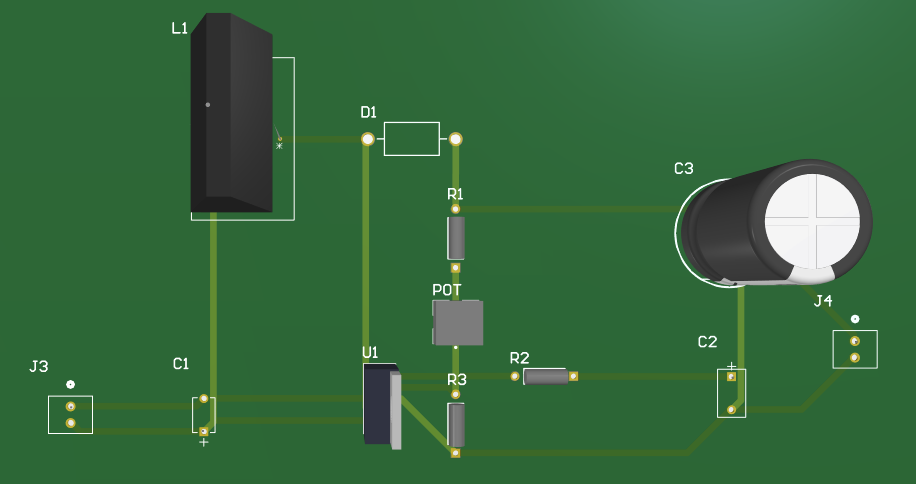 L1
D1
C3
R1
POT
J4
C2
U1
R2
C1
J3
R3
+
+